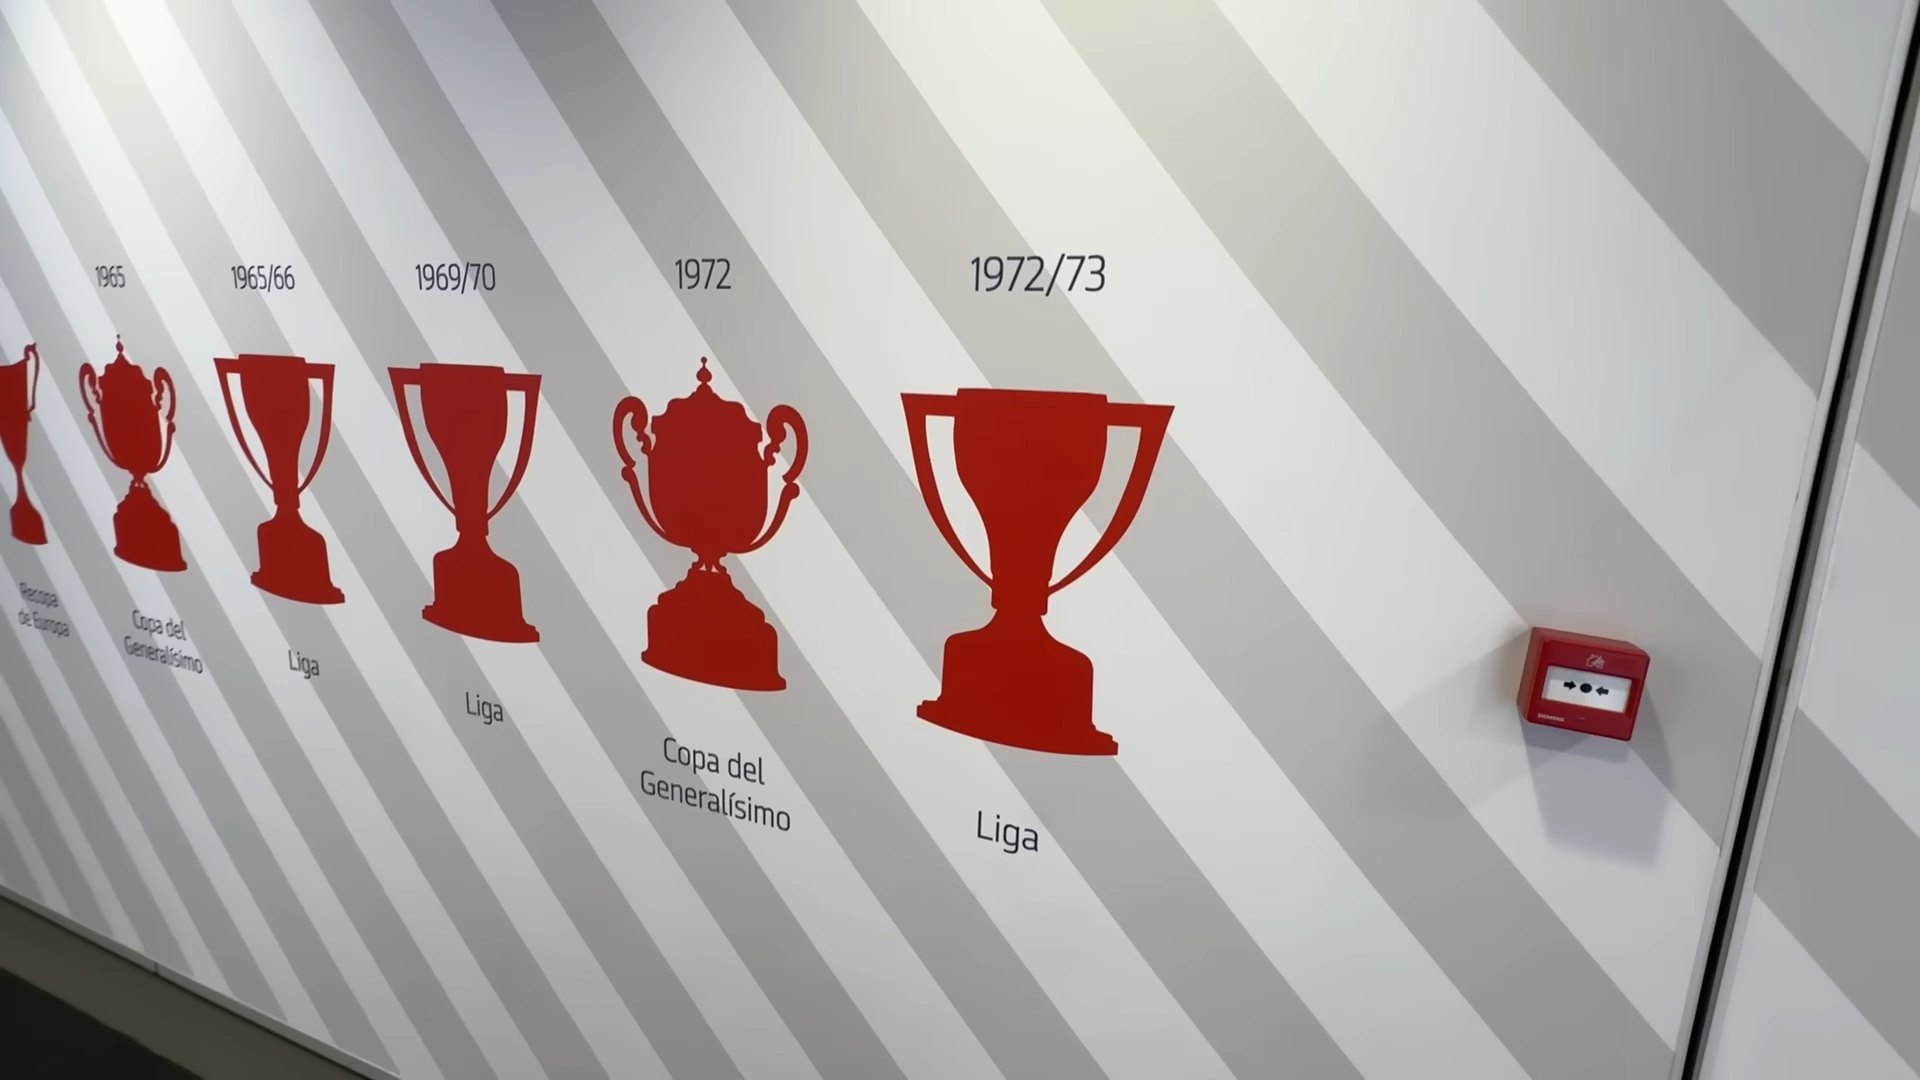 1965
1965/66
1969/70
1972
1972/73
Recopa
de Europa
Copa del
Generalísimo
Liga
Liga
Copa del
Generalísimo
Liga
SIEMENS